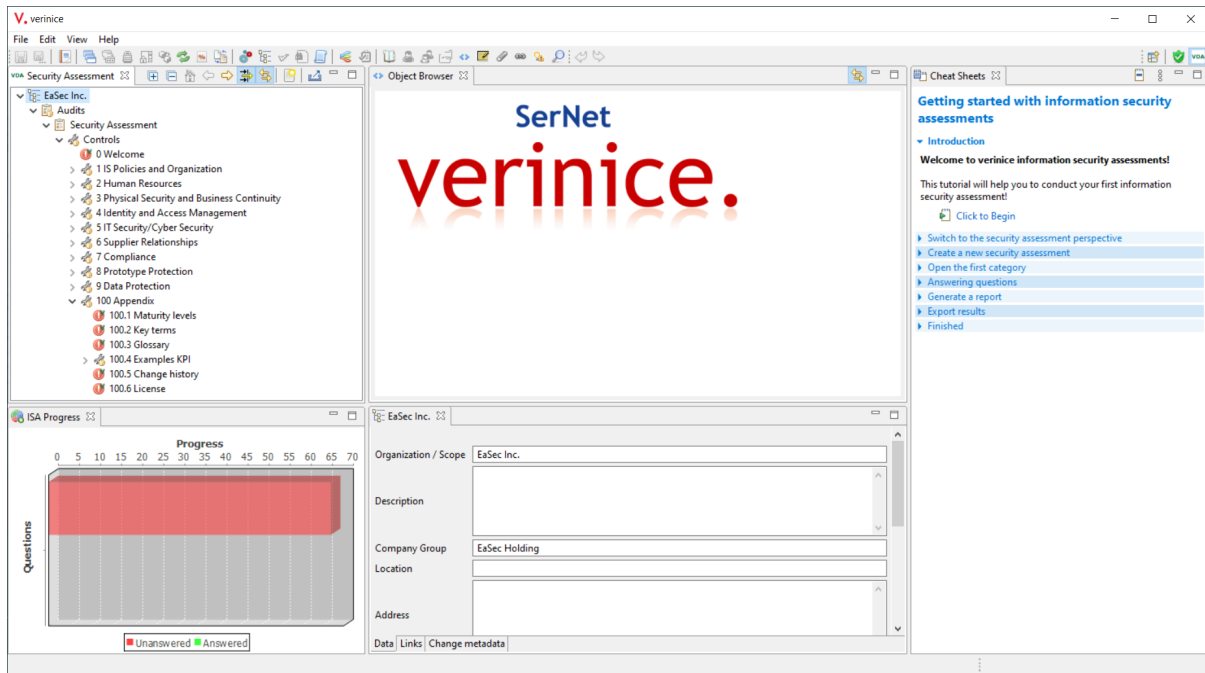 verinice
File Edit View Help
VDA
VDA Security Assessment
EaSec Inc.
Audits
Security Assessment
Controls
0 Welcome
1 IS Policies and Organization
2 Human Resources
3 Physical Security and Business Continuity
4 Identity and Access Management
5 IT Security/Cyber Security
6 Supplier Relationships
7 Compliance
8 Prototype Protection
9 Data Protection
100 Appendix
100.1 Maturity levels
100.2 Key terms
100.3 Glossary
100.4 Examples KPI
100.5 Change history
100.6 License
Object Browser
SerNet
verinice.
Cheat Sheets
Getting started with information security
assessments
Introduction
Welcome to verinice information security assessments!
This tutorial will help you to conduct your first information
security assessment!
Click to Begin
Switch to the security assessment perspective
Create a new security assessment
Open the first category
Answering questions
Generate a report
Export results
Finished
ISA Progress
Progress
0 5 10 15 20 25 30 35 40 45 50 55 60 65 70
Questions
Unanswered Answered
EaSec Inc.
Organization / Scope EaSec Inc.
Description
Company Group EaSec Holding
Location
Address
Data Links Change metadata